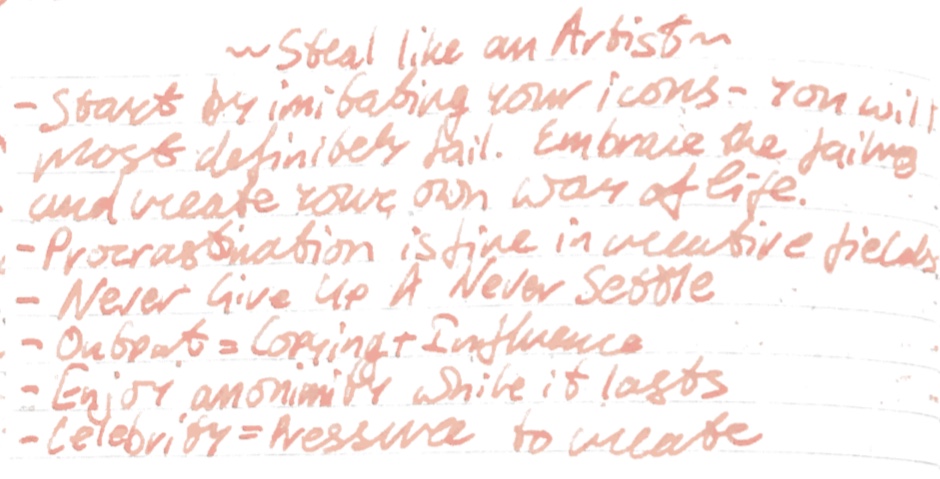 ~Steal like an Artist~
- Start by imitating your icons - you will
most definitely fail. Embrace the failing
and create your own way of life.
- Procrastination is fine in creative fields
- Never Give Up A Never Settle
- Output = Copying + Influence
- Enjoy anonimity while it lasts
- Celebrity = Pressure to create